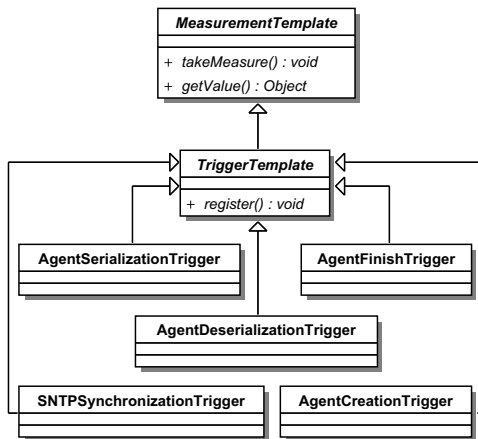 MeasurementTemplate
+ takeMeasure() : void
+ getValue() : Object
TriggerTemplate
+ register() : void
AgentSerializationTrigger
AgentFinishTrigger
AgentDeserializationTrigger
SNTPSynchronizationTrigger
AgentCreationTrigger